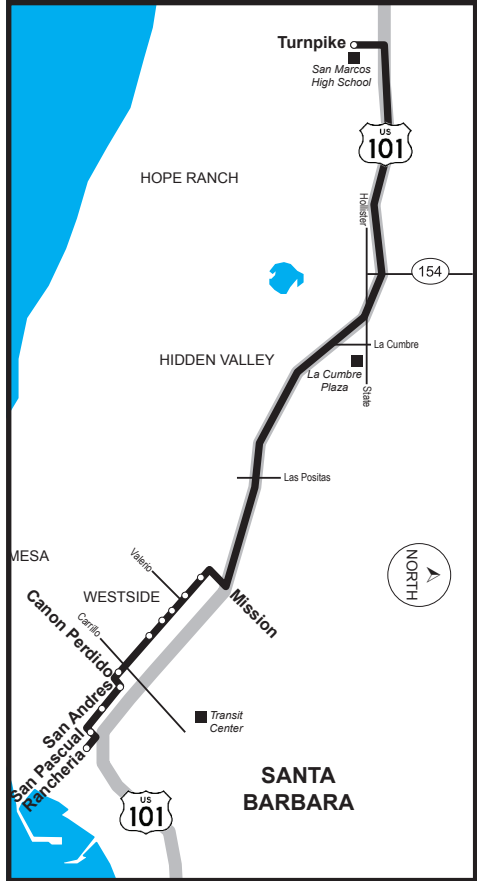 Turnpike
San Marcos
High School
US
101
HOPE RANCH
Hollister
154
La Cumbre
HIDDEN VALLEY
La Cumbre
Plaza
State
Las Positas
NORTH
Valerio
MESA
WESTSIDE
Mission
Carrillo
Canon Perdido
San Andres
San Pascual
Rancheria
Transit
Center
SANTA
BARBARA
US
101